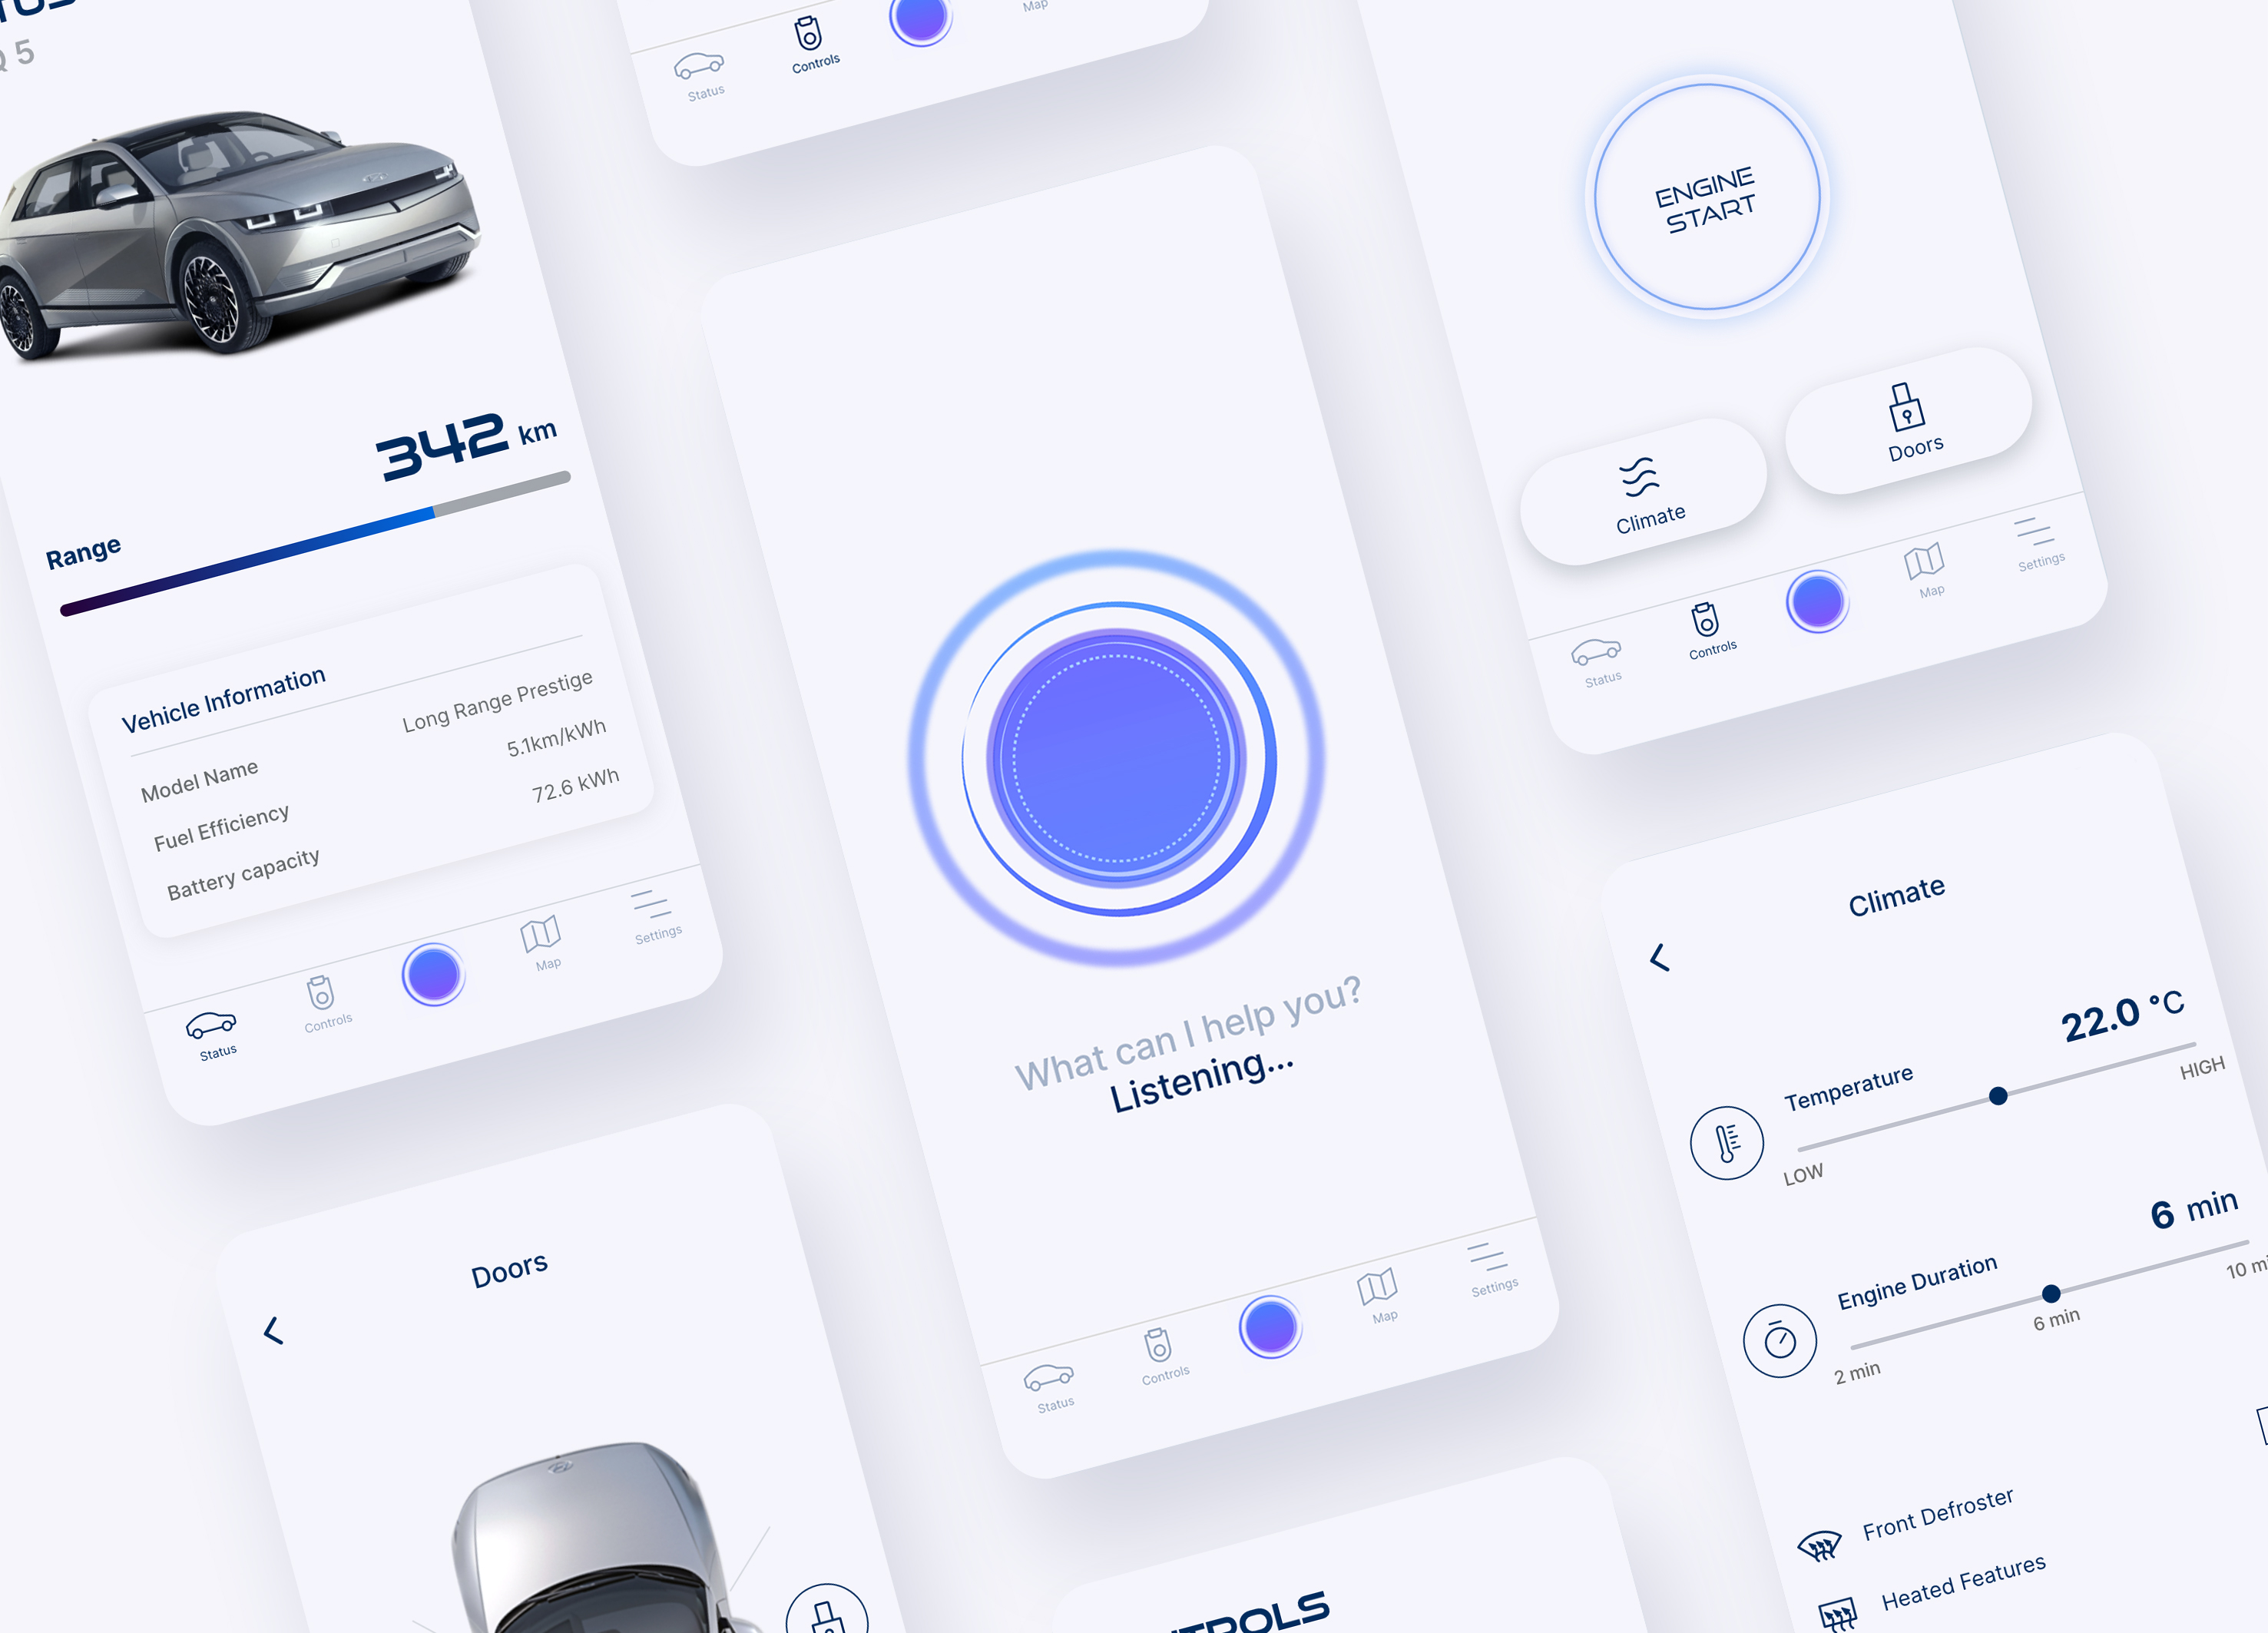 Q 5
342 km
Range
Vehicle Information
Model Name Long Range Prestige
Fuel Efficiency 5.1km/kWh
Battery capacity 72.6 kWh
Status Controls Map Settings
Doors
Status Controls Map
What can I help you?
Listening...
Status Controls Map Settings
ENGINE
START
Climate Doors
Status Controls Map Settings
Climate
22.0 °C
Temperature
LOW HIGH
6 min
Engine Duration
2 min 6 min 10 mi
Front Defroster
Heated Features
TROLS